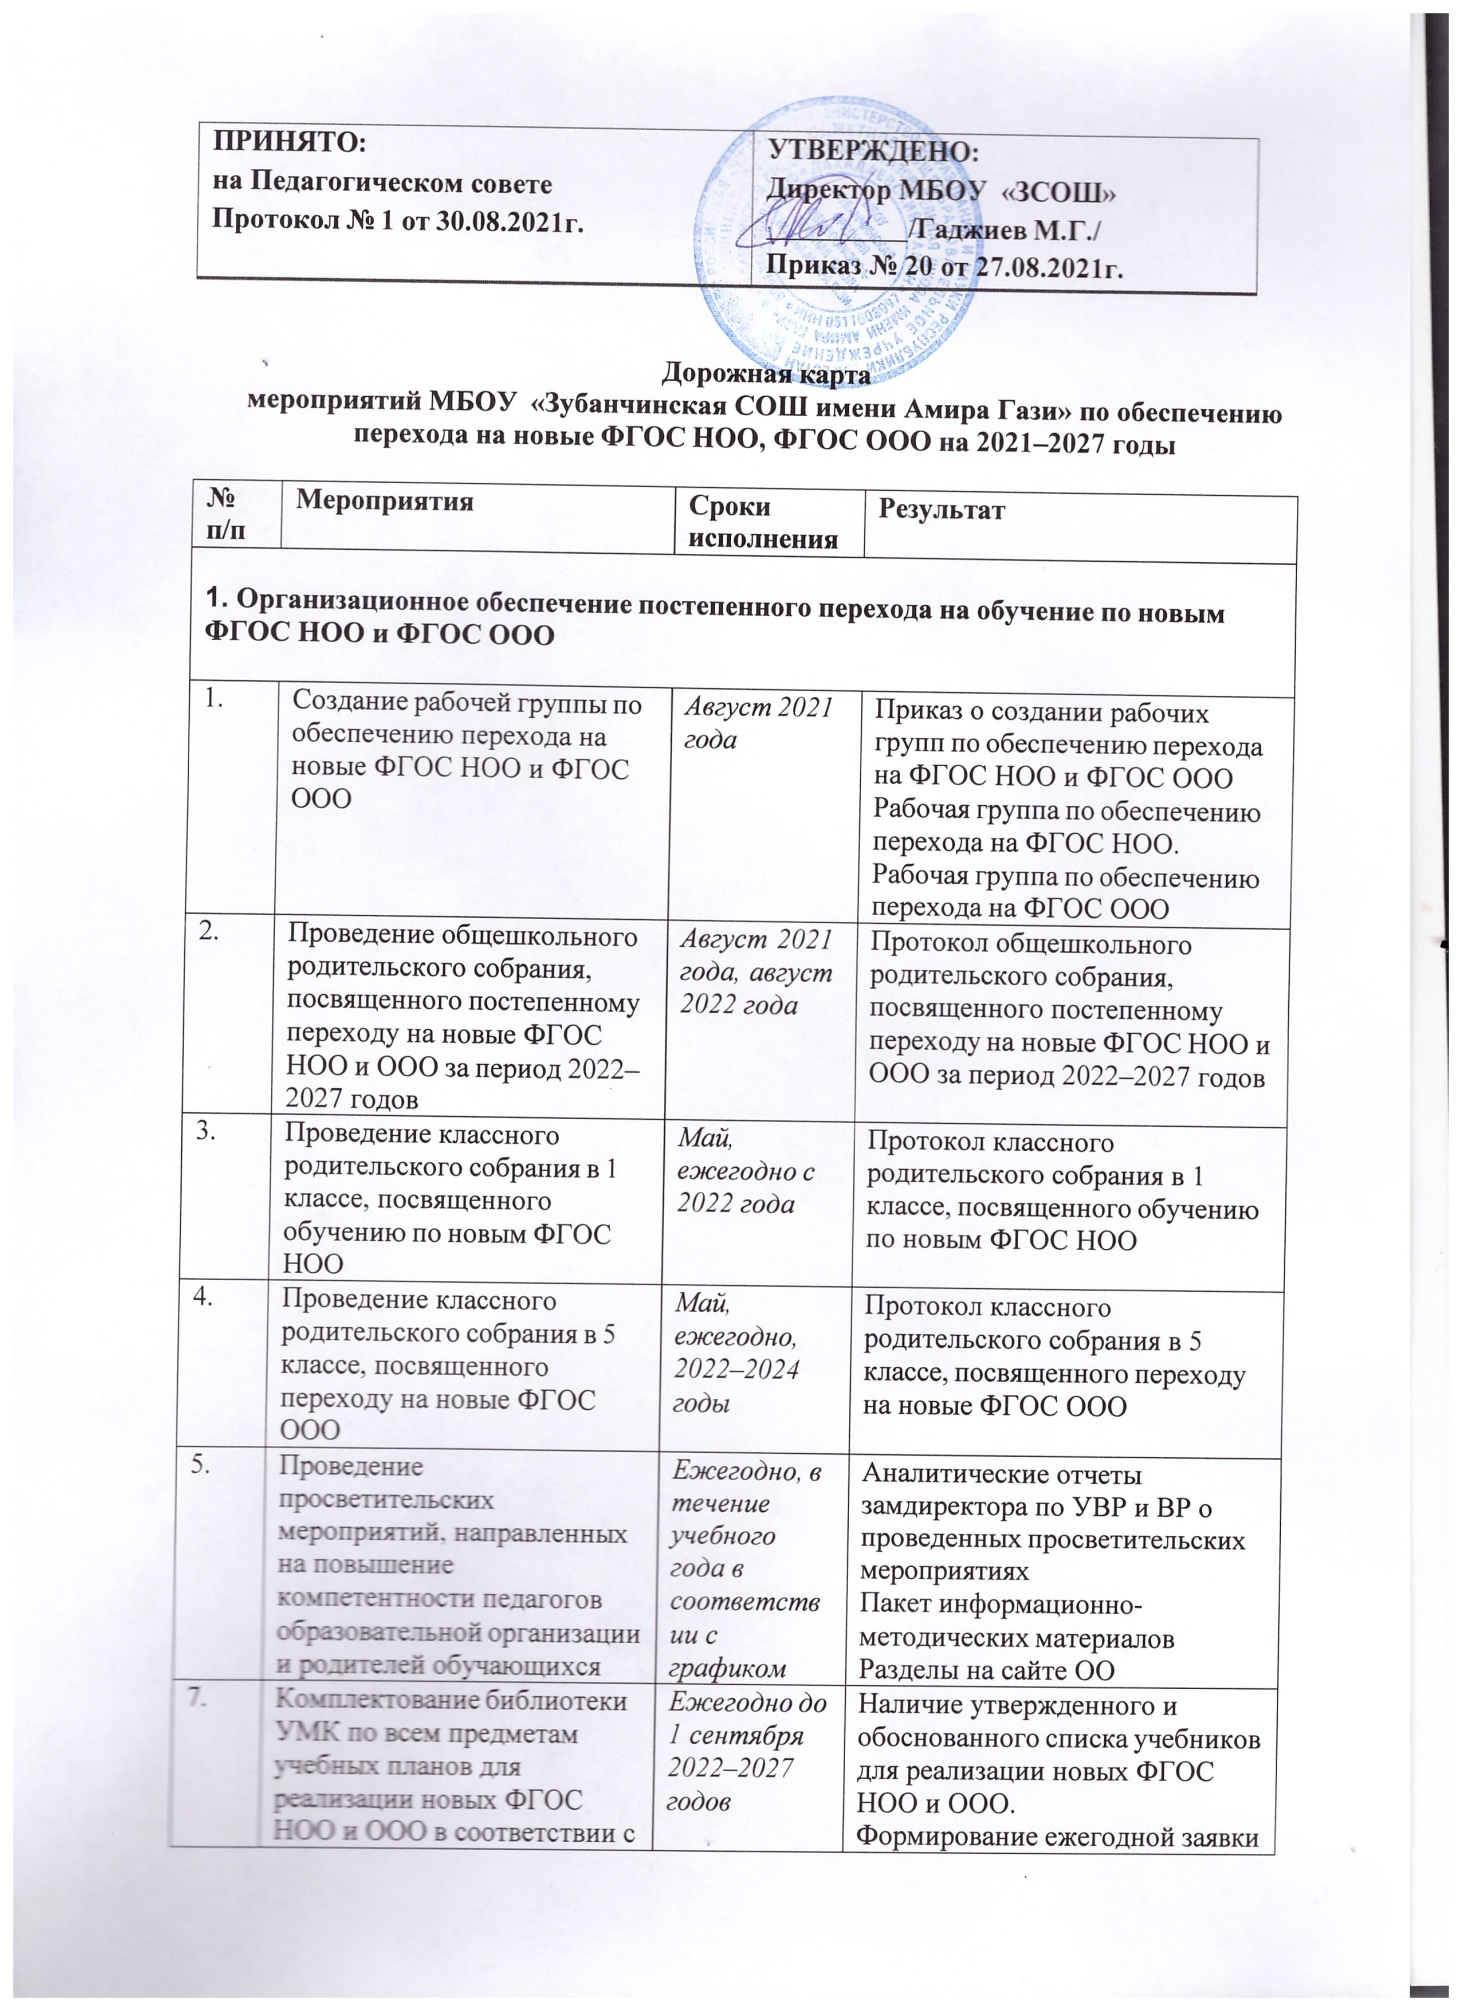 ПРИНЯТО:
на Педагогическом совете
Протокол № 1 от 30.08.2021г.
УТВЕРЖДЕНО:
Директор МБОУ «ЗСОШ»
__________/Гаджиев М.Г./
Приказ № 20 от 27.08.2021г.
Дорожная карта
мероприятий МБОУ «Зубанчинская СОШ имени Амира Гази» по обеспечению
перехода на новые ФГОС НОО, ФГОС ООО на 2021–2027 годы
№
п/п
Мероприятия
Сроки
исполнения
Результат
1. Организационное обеспечение постепенного перехода на обучение по новым
ФГОС НОО и ФГОС ООО
1.
Создание рабочей группы по
обеспечению перехода на
новые ФГОС НОО и ФГОС
ООО
Август 2021
года
Приказ о создании рабочих
групп по обеспечению перехода
на ФГОС НОО и ФГОС ООО
Рабочая группа по обеспечению
перехода на ФГОС НОО.
Рабочая группа по обеспечению
перехода на ФГОС ООО
2.
Проведение общешкольного
родительского собрания,
посвященного постепенному
переходу на новые ФГОС
НОО и ООО за период 2022–
2027 годов
Август 2021
года, август
2022 года
Протокол общешкольного
родительского собрания,
посвященного постепенному
переходу на новые ФГОС НОО и
ООО за период 2022–2027 годов
3.
Проведение классного
родительского собрания в 1
классе, посвященного
обучению по новым ФГОС
НОО
Май,
ежегодно с
2022 года
Протокол классного
родительского собрания в 1
классе, посвященного обучению
по новым ФГОС НОО
4.
Проведение классного
родительского собрания в 5
классе, посвященного
переходу на новые ФГОС
ООО
Май,
ежегодно,
2022–2024
годы
Протокол классного
родительского собрания в 5
классе, посвященного переходу
на новые ФГОС ООО
5.
Проведение
просветительских
мероприятий, направленных
на повышение
компетентности педагогов
образовательной организации
и родителей обучающихся
Ежегодно, в
течение
учебного
года в
соответств
ии с
графиком
Аналитические отчеты
замдиректора по УВР и ВР о
проведенных просветительских
мероприятиях
Пакет информационно-
методических материалов
Разделы на сайте ОО
7.
Комплектование библиотеки
УМК по всем предметам
учебных планов для
реализации новых ФГОС
НОО и ООО в соответствии с
Ежегодно до
1 сентября
2022–2027
годов
Наличие утвержденного и
обоснованного списка учебников
для реализации новых ФГОС
НОО и ООО.
Формирование ежегодной заявки